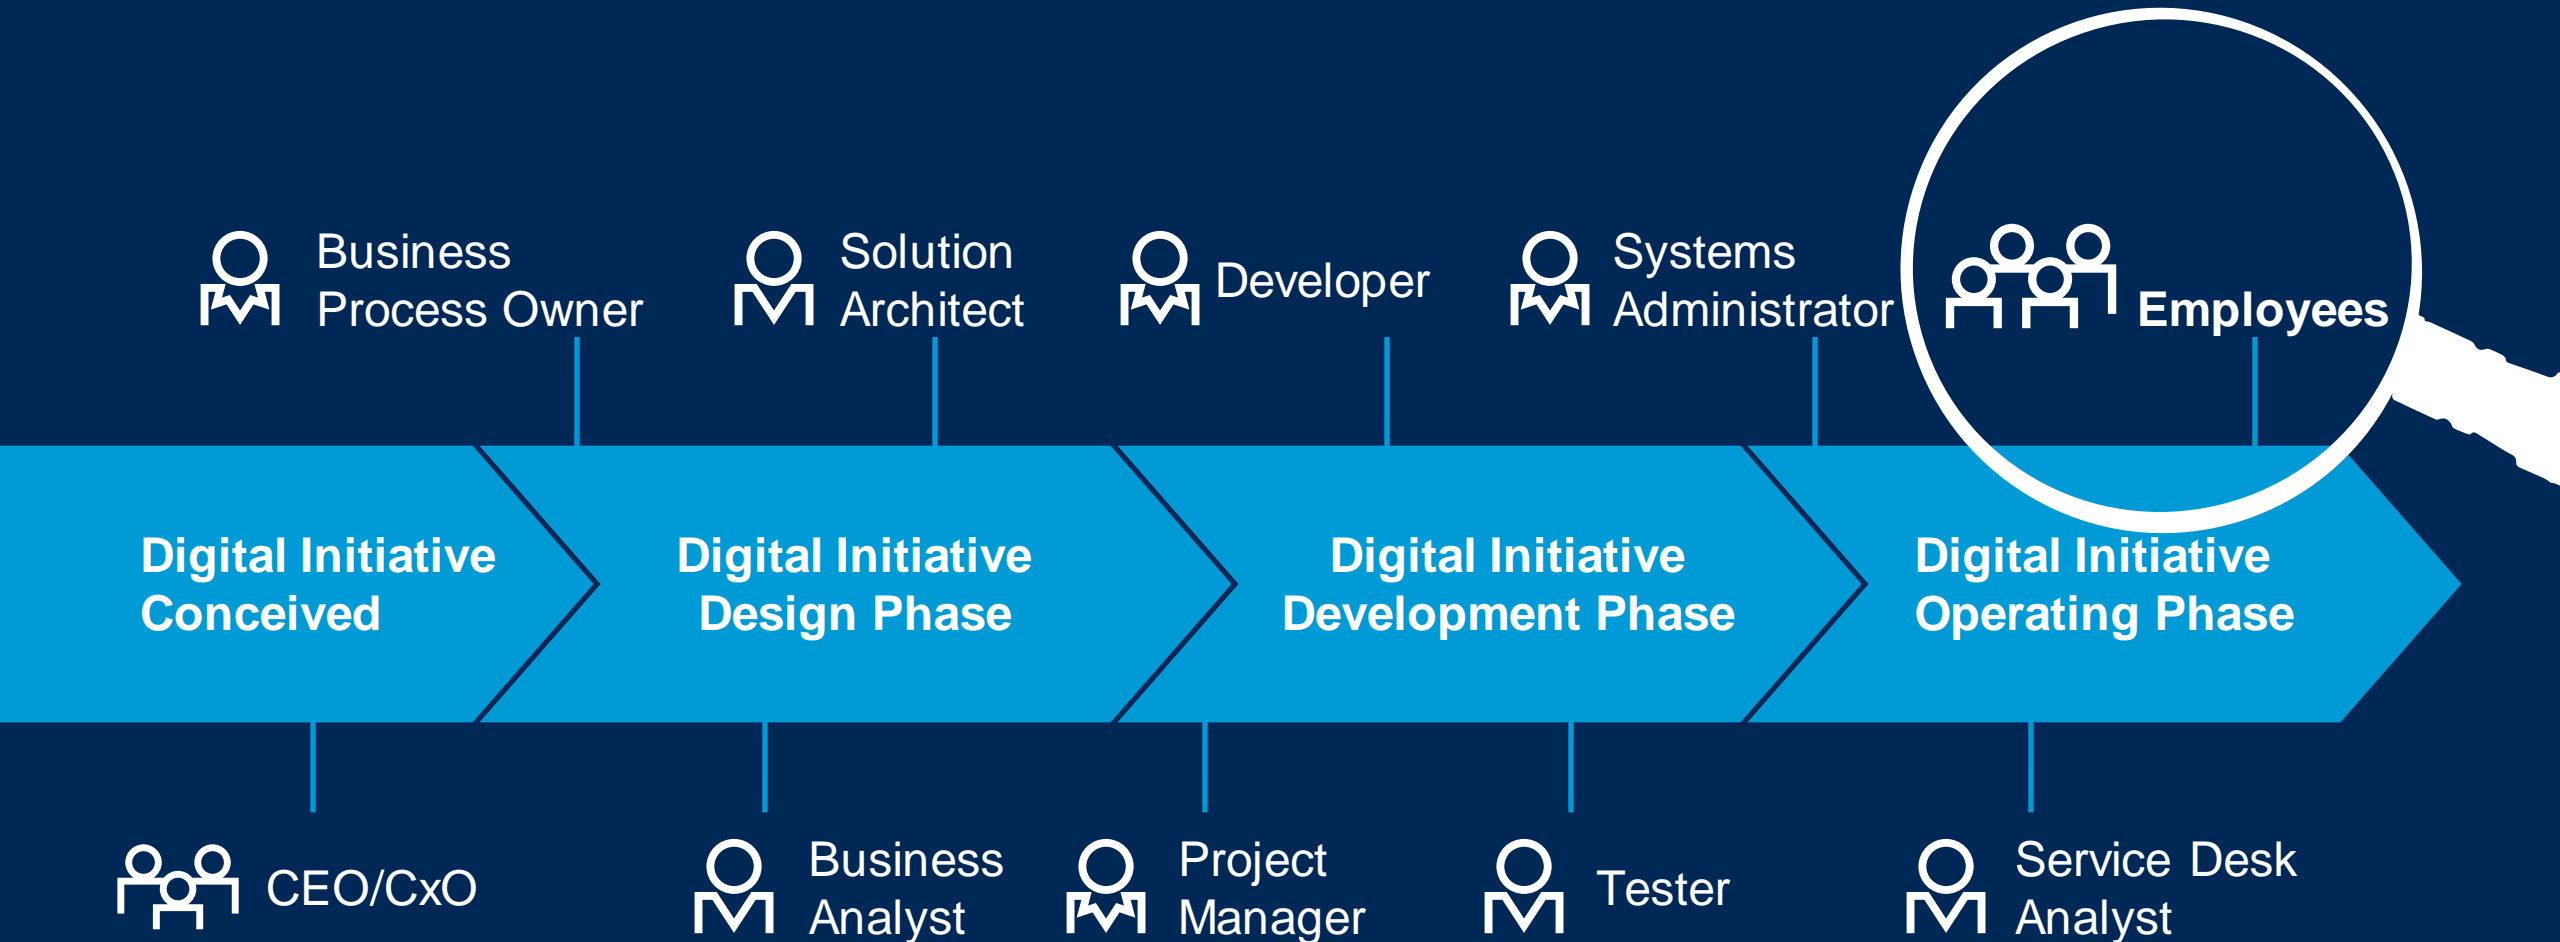 Business
Process Owner
Solution
Architect
Developer
Systems
Administrator
Employees
Digital Initiative
Conceived
Digital Initiative
Design Phase
Digital Initiative
Development Phase
Digital Initiative
Operating Phase
CEO/CxO
Business
Analyst
Project
Manager
Tester
Service Desk
Analyst